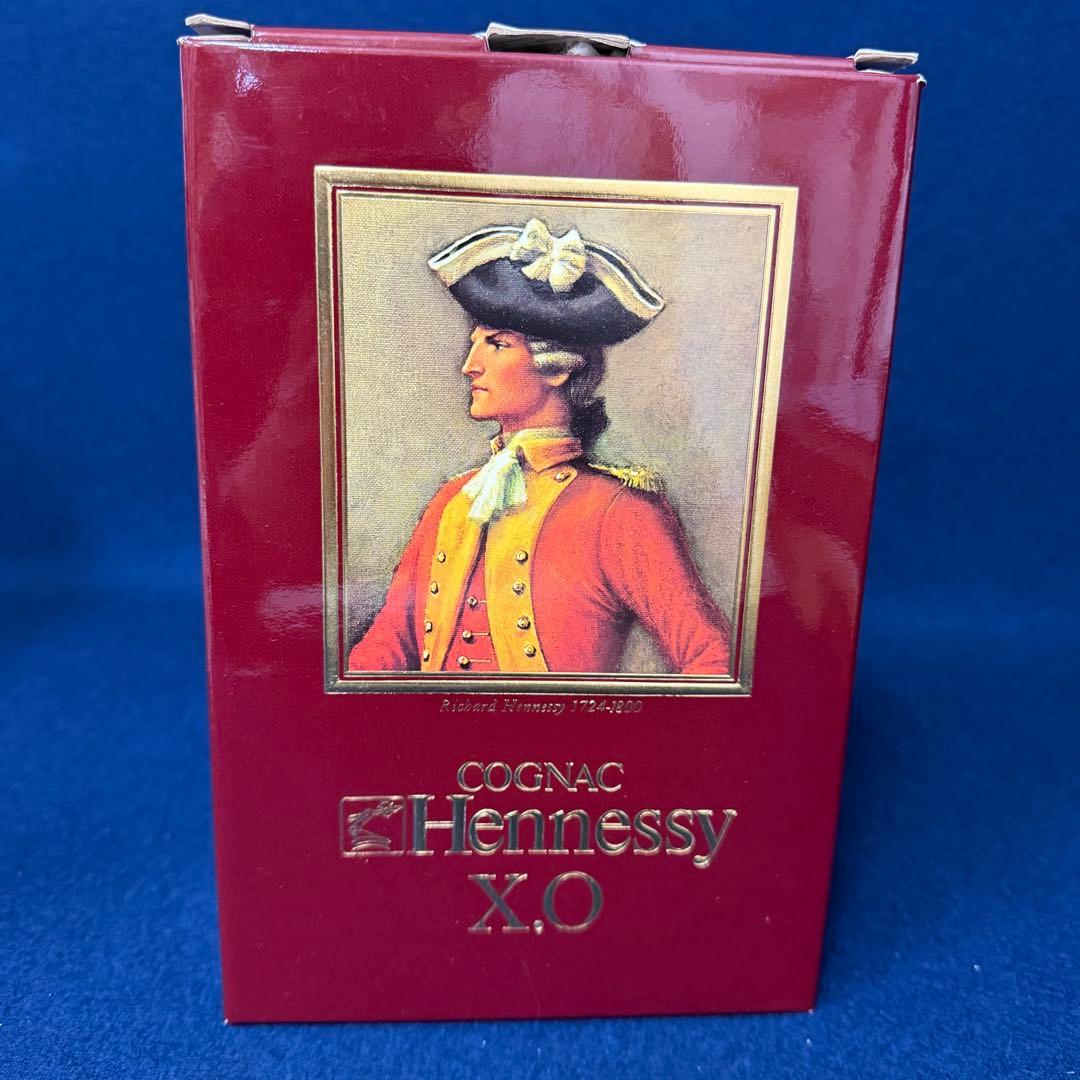 Richard Hennessy 1724-1800
COGNAC
Hennessy
X.O